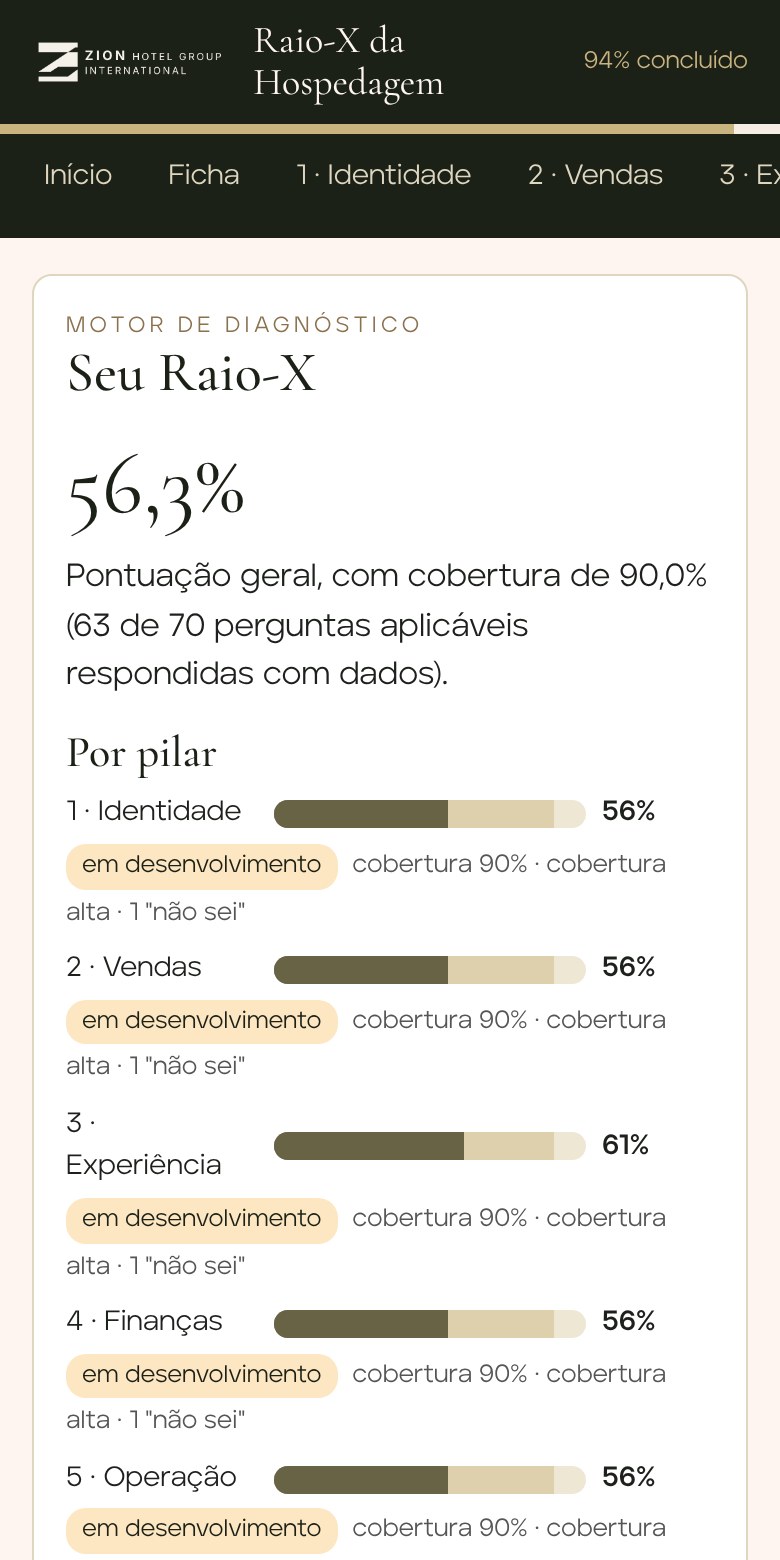 ZION HOTEL GROUP
INTERNATIONAL
Raio-X da
Hospedagem
94% concluído
Início
Ficha
1 · Identidade
2 · Vendas
3 · Ex
MOTOR DE DIAGNÓSTICO
Seu Raio-X
56,3%
Pontuação geral, com cobertura de 90,0%
(63 de 70 perguntas aplicáveis
respondidas com dados).
Por pilar
1 · Identidade 56%
em desenvolvimento cobertura 90% · cobertura
alta · 1 "não sei"
2 · Vendas 56%
em desenvolvimento cobertura 90% · cobertura
alta · 1 "não sei"
3 ·
Experiência 61%
em desenvolvimento cobertura 90% · cobertura
alta · 1 "não sei"
4 · Finanças 56%
em desenvolvimento cobertura 90% · cobertura
alta · 1 "não sei"
5 · Operação 56%
em desenvolvimento cobertura 90% · cobertura